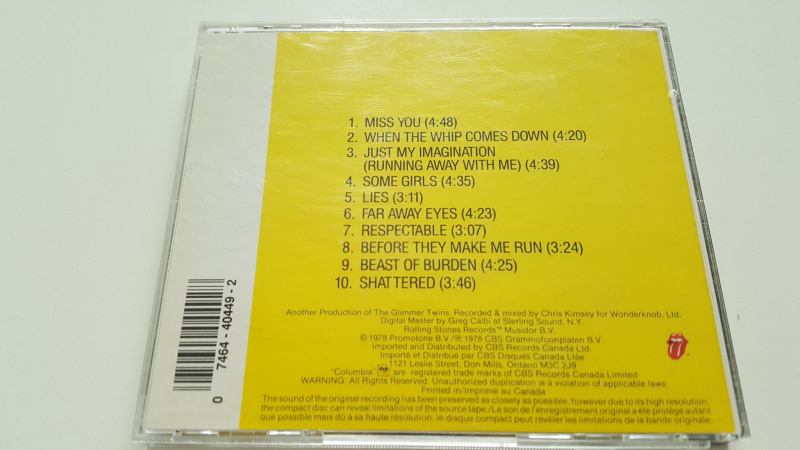 1. MISS YOU (4:48)
2. WHEN THE WHIP COMES DOWN (4:20)
3. JUST MY IMAGINATION
(RUNNING AWAY WITH ME) (4:39)
4. SOME GIRLS (4:35)
5. LIES (3:11)
6. FAR AWAY EYES (4:23)
7. RESPECTABLE (3:07)
8. BEFORE THEY MAKE ME RUN (3:24)
9. BEAST OF BURDEN (4:25)
10. SHATTERED (3:46)
Another Production of The Glimmer Twins. Recorded & mixed by Chris Kimsey for Wonderknob, Ltd.
Digital Master by Greg Calbi at Sterling Sound, N.Y.
Rolling Stones Records™ Musidor B.V.
© 1978 Promotone B.V./℗ 1978 CBS Grammofoonplaten B.V.
Imported and Distributed by CBS Records Canada Ltd.
Importé et Distribué par CBS Disques Canada Ltée
1121 Leslie Street, Don Mills, Ontario M3C 2J9
"Columbia" are registered trade marks of CBS Records Canada Limited
WARNING: All Rights Reserved. Unauthorized duplication is a violation of applicable laws.
Printed in/Imprimé au Canada
The sound of the original recording has been preserved as closely as possible, however due to its high resolution,
the compact disc can reveal limitations of the source tape./Le son de l'enregistrement original a été protégé autant
que possible mais dû à sa haute résolution, le disque compact peut révéler les limitations de la bande originale.
0 7464-40449-2